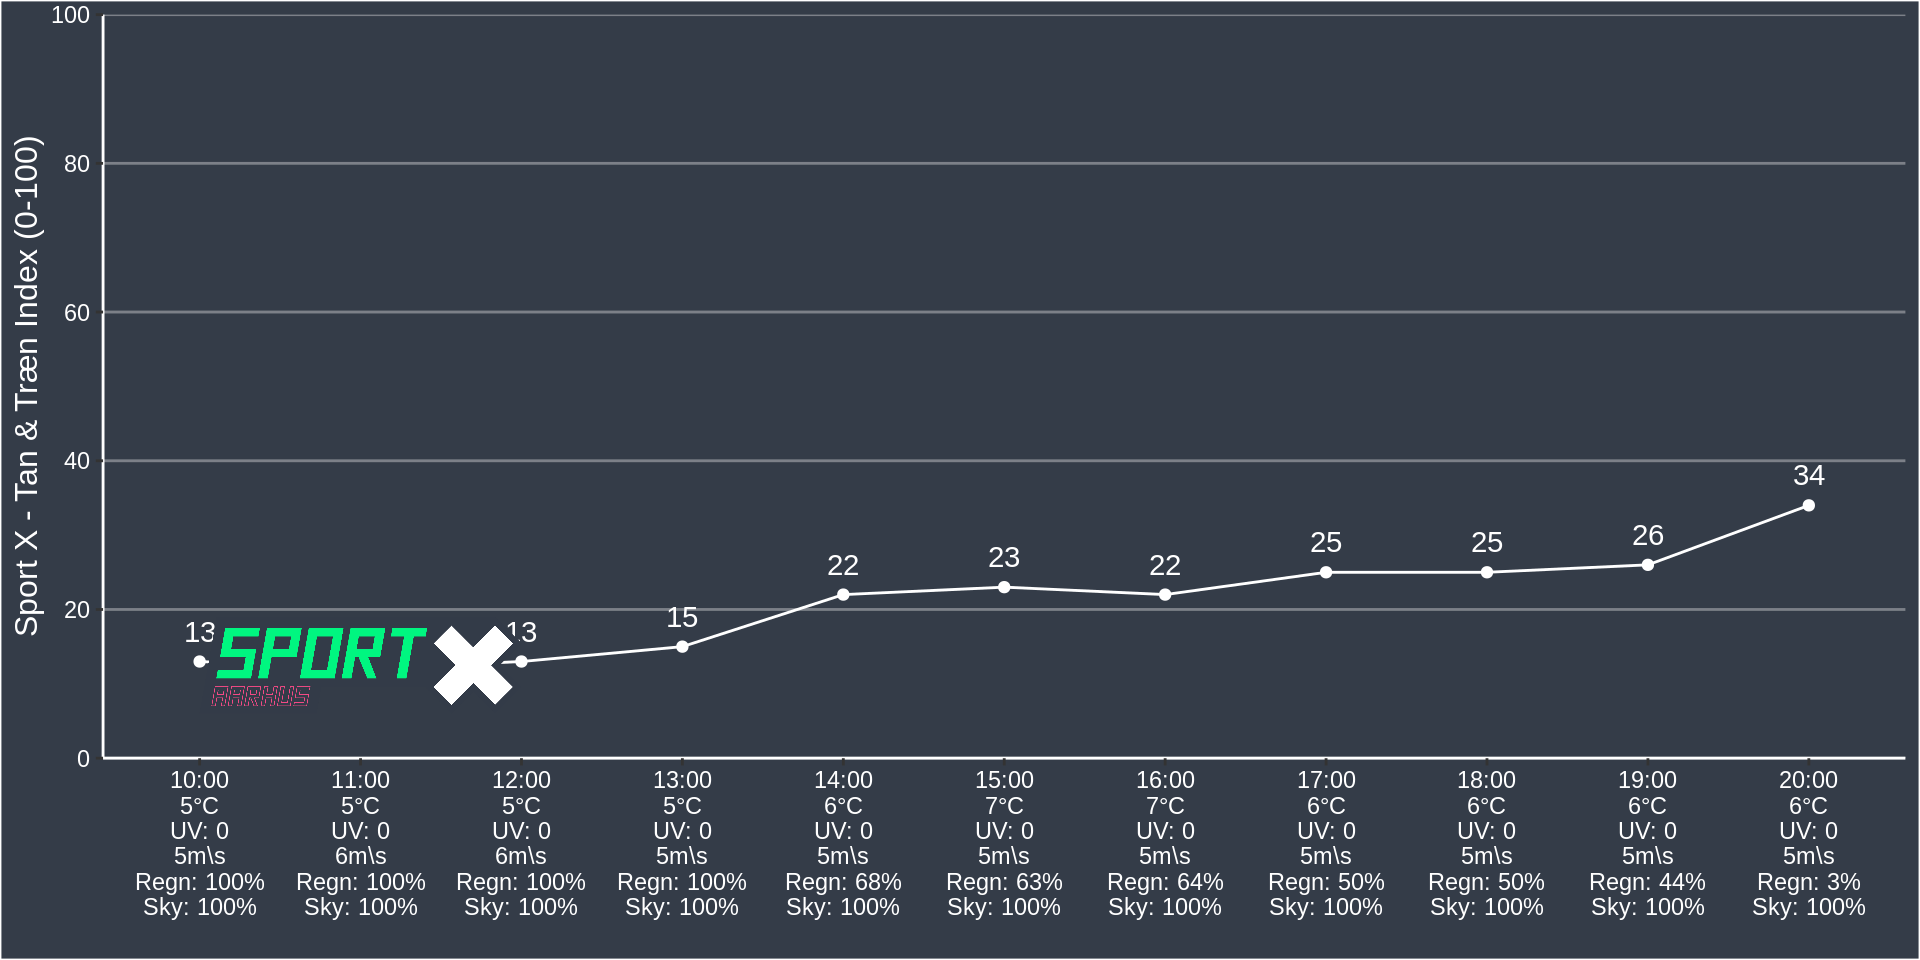 Sport X - Tan & Træn Index (0-100)
100
80
60
40
20
0
13
13
15
22
23
22
25
25
26
34
SPORT X
AARHUS
10:00 11:00 12:00 13:00 14:00 15:00 16:00 17:00 18:00 19:00 20:00
5°C 5°C 5°C 5°C 6°C 7°C 7°C 6°C 6°C 6°C 6°C
UV: 0 UV: 0 UV: 0 UV: 0 UV: 0 UV: 0 UV: 0 UV: 0 UV: 0 UV: 0 UV: 0
5m\s 6m\s 6m\s 5m\s 5m\s 5m\s 5m\s 5m\s 5m\s 5m\s 5m\s
Regn: 100% Regn: 100% Regn: 100% Regn: 100% Regn: 68% Regn: 63% Regn: 64% Regn: 50% Regn: 50% Regn: 44% Regn: 3%
Sky: 100% Sky: 100% Sky: 100% Sky: 100% Sky: 100% Sky: 100% Sky: 100% Sky: 100% Sky: 100% Sky: 100% Sky: 100%